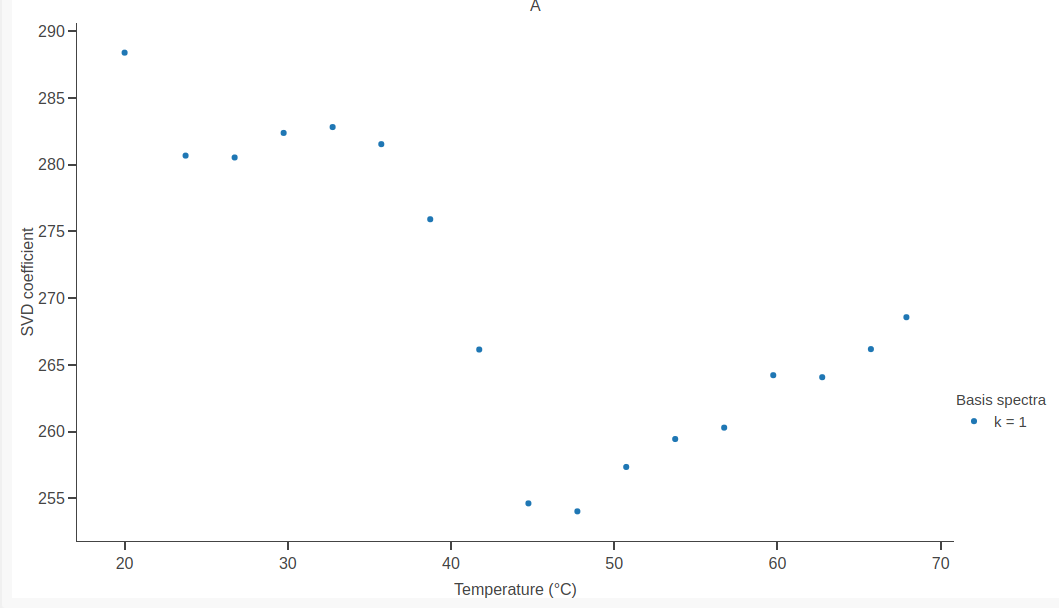 A
290
285
280
275
270
265
260
255
SVD coefficient
20 30 40 50 60 70
Temperature (°C)
Basis spectra
k = 1